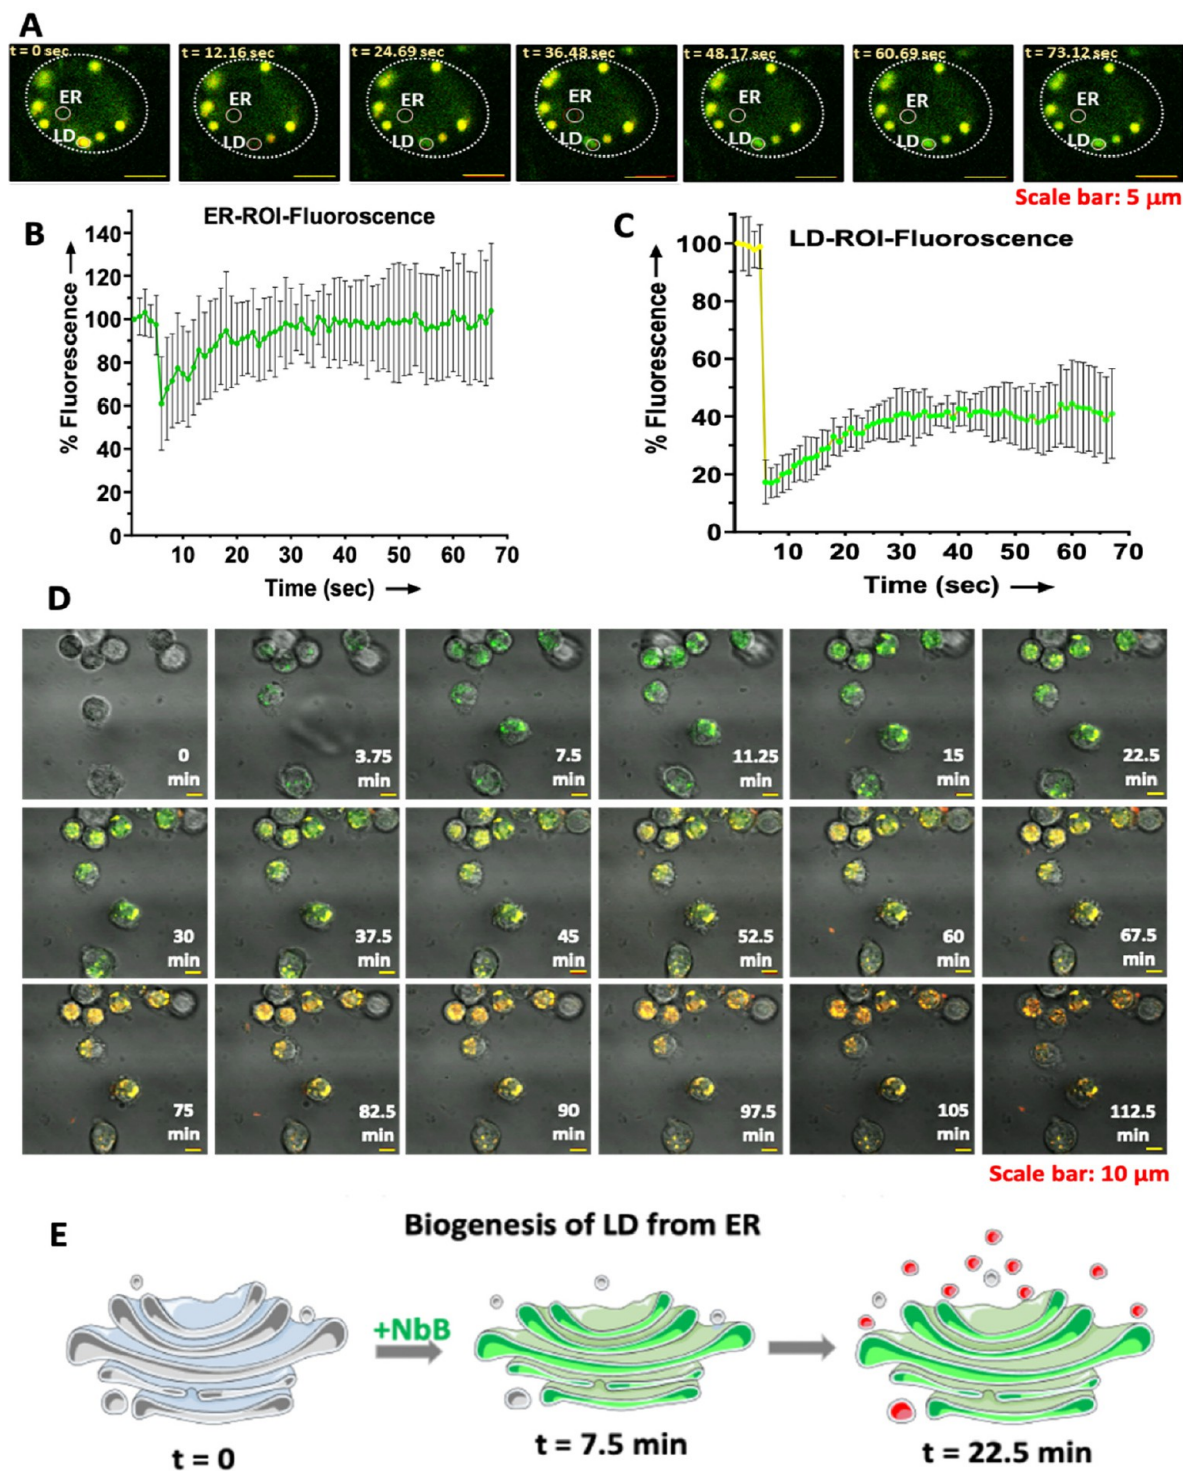 A
t = 0 sec
12.16 sec
24.69 sec
36.48 sec
48.17 sec
60.69 sec
73.12 sec
ER
ER
ER
ER
ER
ER
ER
LD
LD
LD
LD
LD
LD
LD
Scale bar: 5 µm
B
ER-ROI-Fluoroscence
% Fluorescence
140
120
100
80
60
40
20
0
10 20 30 40 50 60 70
Time (sec)
C
LD-ROI-Fluoroscence
% Fluorescence
100
80
60
40
20
0
10 20 30 40 50 60 70
Time (sec)
D
0
min
3.75
min
7.5
min
11.25
min
15
min
22.5
min
30
min
37.5
min
45
min
52.5
min
60
min
67.5
min
75
min
82.5
min
90
min
97.5
min
105
min
112.5
min
Scale bar: 10 µm
E
Biogenesis of LD from ER
+NbB
t = 0
t = 7.5 min
t = 22.5 min